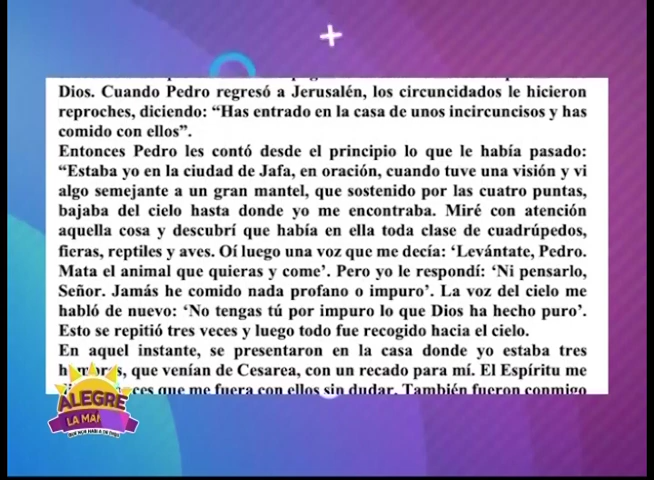 Dios. Cuando Pedro regresó a Jerusalén, los circuncidados le hicieron
reproches, diciendo: “Has entrado en la casa de unos incircuncisos y has
comido con ellos”.
Entonces Pedro les contó desde el principio lo que le había pasado:
“Estaba yo en la ciudad de Jafa, en oración, cuando tuve una visión y vi
algo semejante a un gran mantel, que sostenido por las cuatro puntas,
bajaba del cielo hasta donde yo me encontraba. Miré con atención
aquella cosa y descubrí que había en ella toda clase de cuadrúpedos,
fieras, reptiles y aves. Oí luego una voz que me decía: ‘Levántate, Pedro.
Mata el animal que quieras y come’. Pero yo le respondí: ‘Ni pensarlo,
Señor. Jamás he comido nada profano o impuro’. La voz del cielo me
habló de nuevo: ‘No tengas tú por impuro lo que Dios ha hecho puro’.
Esto se repitió tres veces y luego todo fue recogido hacia el cielo.
En aquel instante, se presentaron en la casa donde yo estaba tres
que venían de Cesarea, con un recado para mí. El Espíritu me
que me fuera con ellos sin dudar. También fueron conmigo
ALEGRE
LA MAÑ